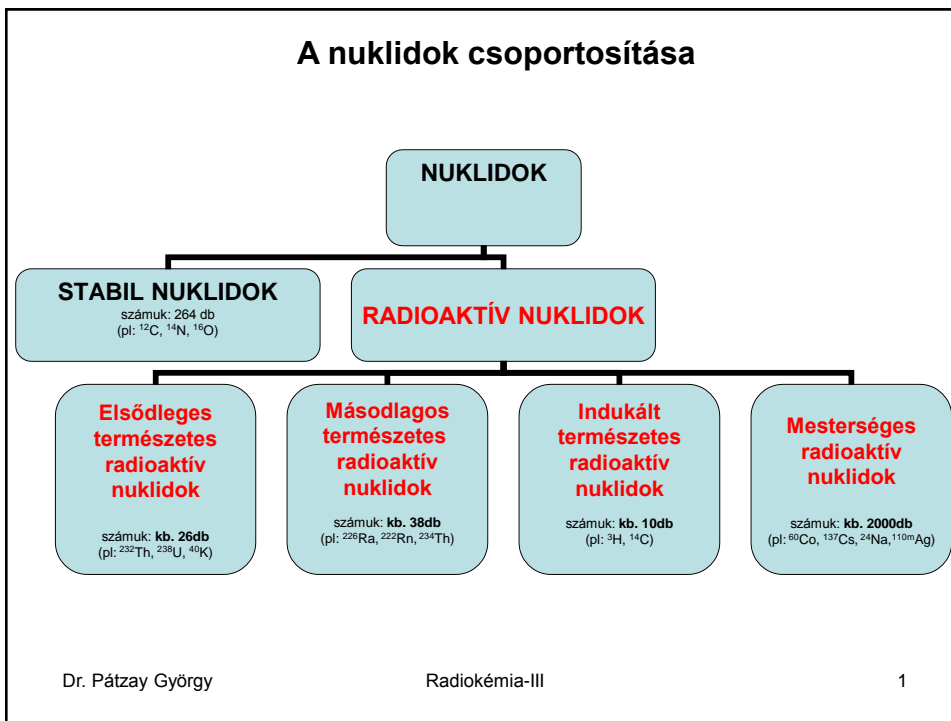 A nuklidok csoportosítása
NUKLIDOK
STABIL NUKLIDOK
számuk: 264 db
(pl: ¹²C, ¹⁴N, ¹⁶O)
RADIOAKTÍV NUKLIDOK
Elsődleges
természetes
radioaktív
nuklidok
számuk: kb. 26db
(pl: ²³²Th, ²³⁸U, ⁴⁰K)
Másodlagos
természetes
radioaktív
nuklidok
számuk: kb. 38db
(pl: ²²⁶Ra, ²²²Rn, ²³⁴Th)
Indukált
természetes
radioaktív
nuklidok
számuk: kb. 10db
(pl: ³H, ¹⁴C)
Mesterséges
radioaktív
nuklidok
számuk: kb. 2000db
(pl: ⁶⁰Co, ¹³⁷Cs, ²⁴Na,¹¹⁰ᵐAg)
Dr. Pátzay György Radiokémia-III 1